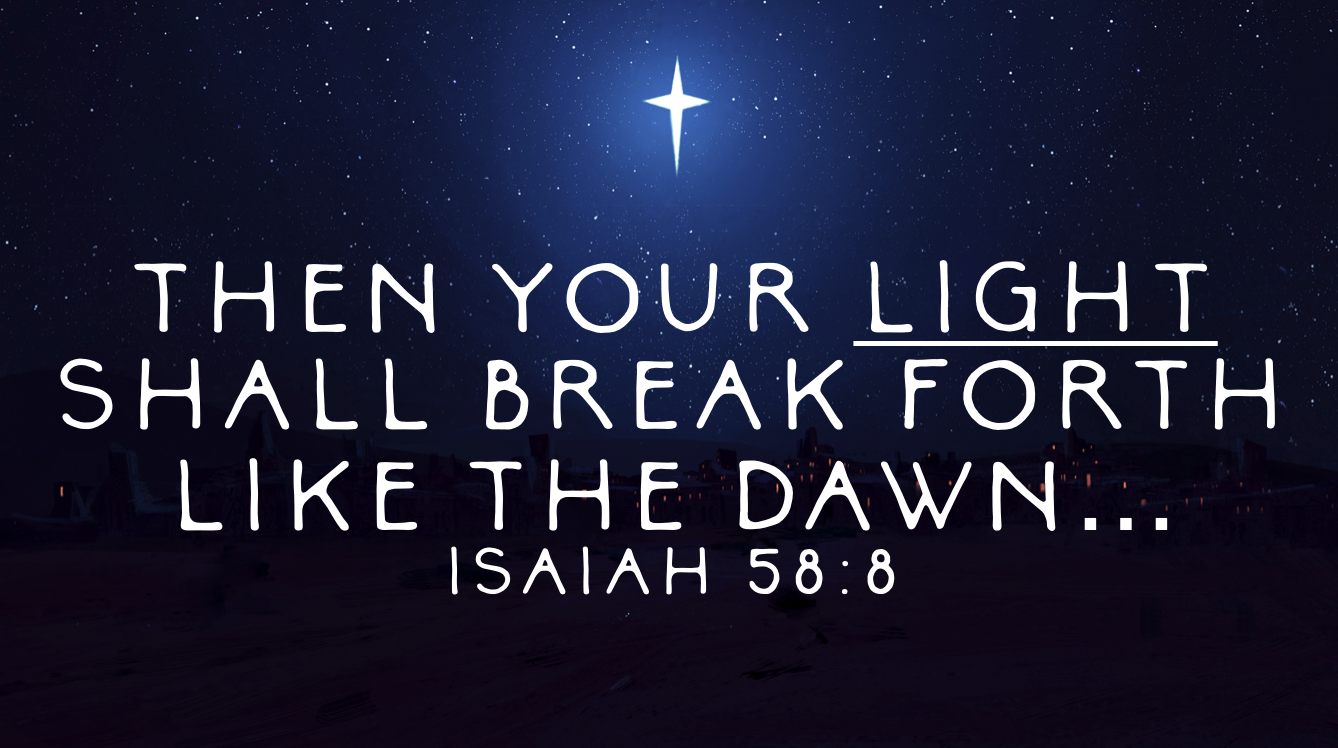 THEN YOUR LIGHT
SHALL BREAK FORTH
LIKE THE DAWN...
ISAIAH 58:8